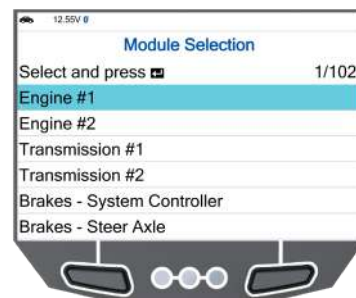 12.55V
Module Selection
Select and press 1/102
Engine #1
Engine #2
Transmission #1
Transmission #2
Brakes - System Controller
Brakes - Steer Axle